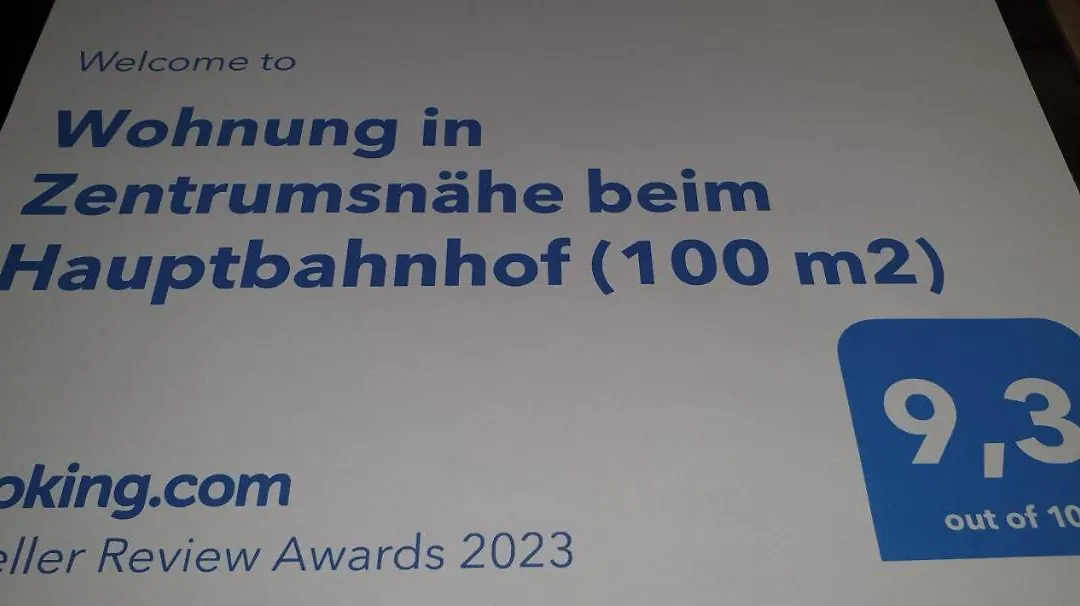 Welcome to
Wohnung in
Zentrumsnähe beim
Hauptbahnhof (100 m2)
9,3
out of 10
oking.com
eller Review Awards 2023